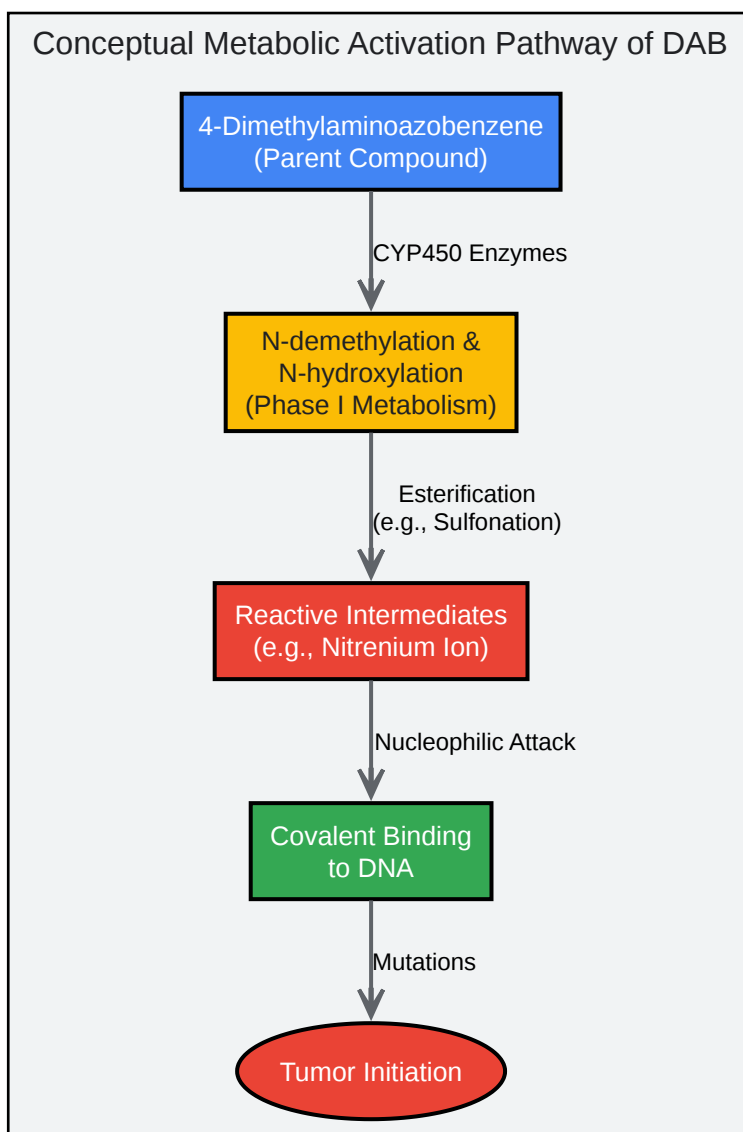 Conceptual Metabolic Activation Pathway of DAB
4-Dimethylaminoazobenzene
(Parent Compound)
CYP450 Enzymes
N-demethylation &
N-hydroxylation
(Phase I Metabolism)
Esterification
(e.g., Sulfonation)
Reactive Intermediates
(e.g., Nitrenium Ion)
Nucleophilic Attack
Covalent Binding
to DNA
Mutations
Tumor Initiation